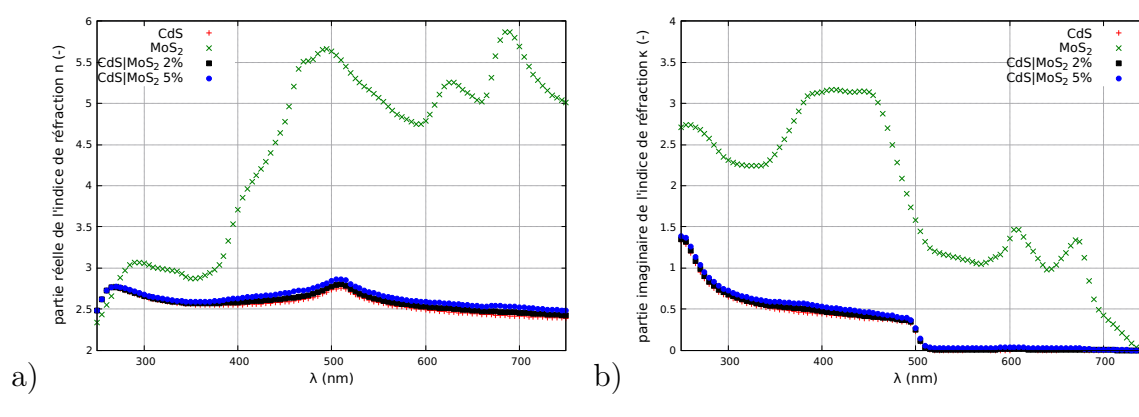 partie réelle de l'indice de réfraction n (-)
6
5.5
5
4.5
4
3.5
3
2.5
2
CdS
MoS₂
CdS|MoS₂ 2%
CdS|MoS₂ 5%
300
400
500
600
700
λ (nm)
a)
partie imaginaire de l'indice de réfraction κ (-)
4
3.5
3
2.5
2
1.5
1
0.5
0
CdS
MoS₂
CdS|MoS₂ 2%
CdS|MoS₂ 5%
300
400
500
600
700
λ (nm)
b)